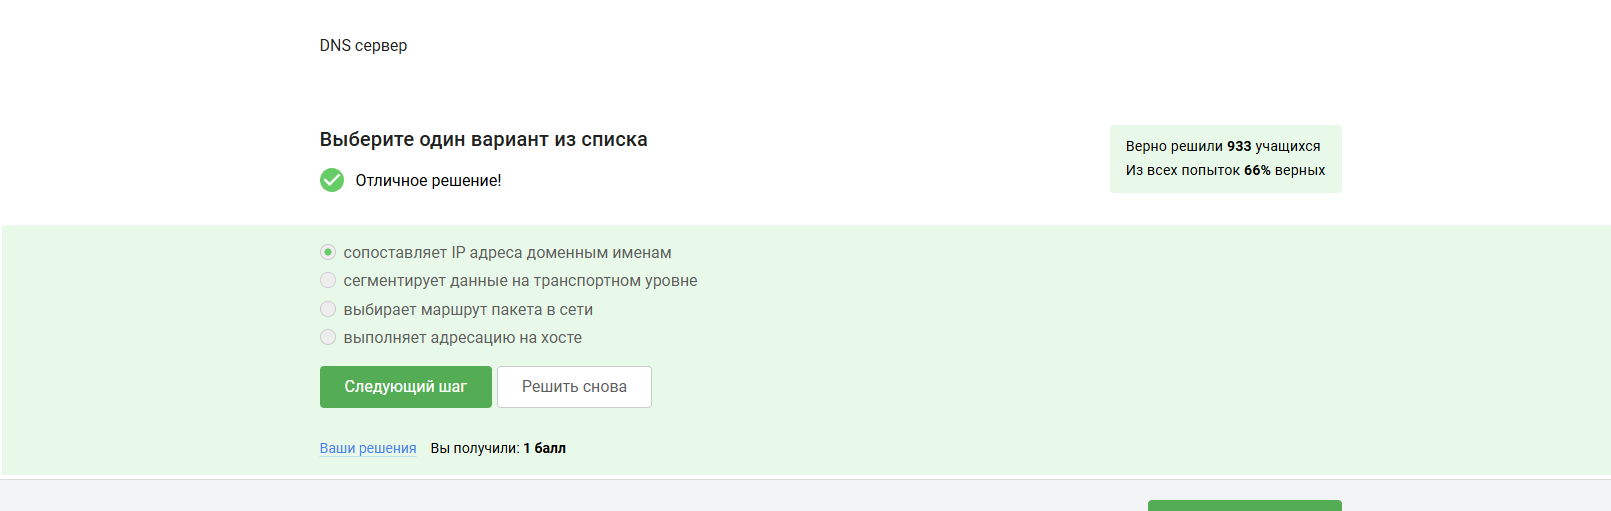 DNS сервер
Выберите один вариант из списка
Отличное решение!
Верно решили 933 учащихся
Из всех попыток 66% верных
сопоставляет IP адреса доменным именам
сегментирует данные на транспортном уровне
выбирает маршрут пакета в сети
выполняет адресацию на хосте
Следующий шаг
Решить снова
Ваши решения
Вы получили: 1 балл